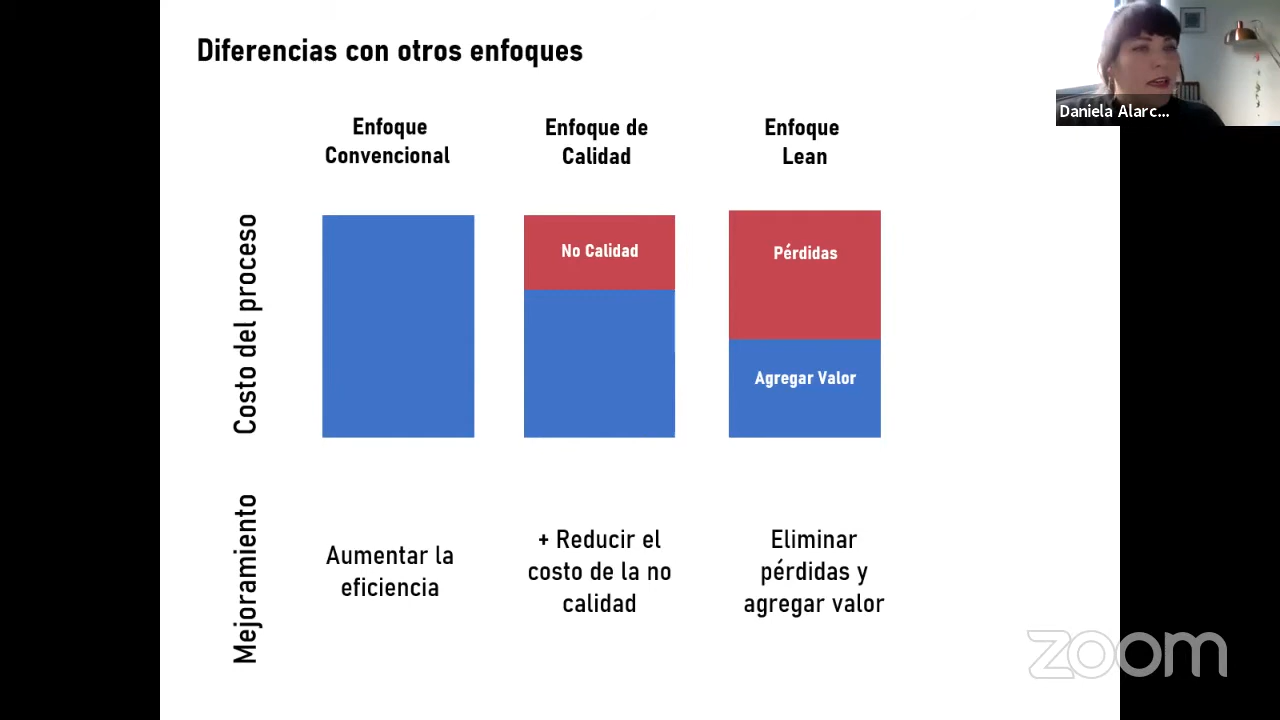 Diferencias con otros enfoques
Daniela Alarc...
Enfoque
Convencional
Enfoque de
Calidad
Enfoque
Lean
Costo del proceso
No Calidad
Pérdidas
Agregar Valor
Mejoramiento
Aumentar la
eficiencia
+ Reducir el
costo de la no
calidad
Eliminar
pérdidas y
agregar valor
zoom